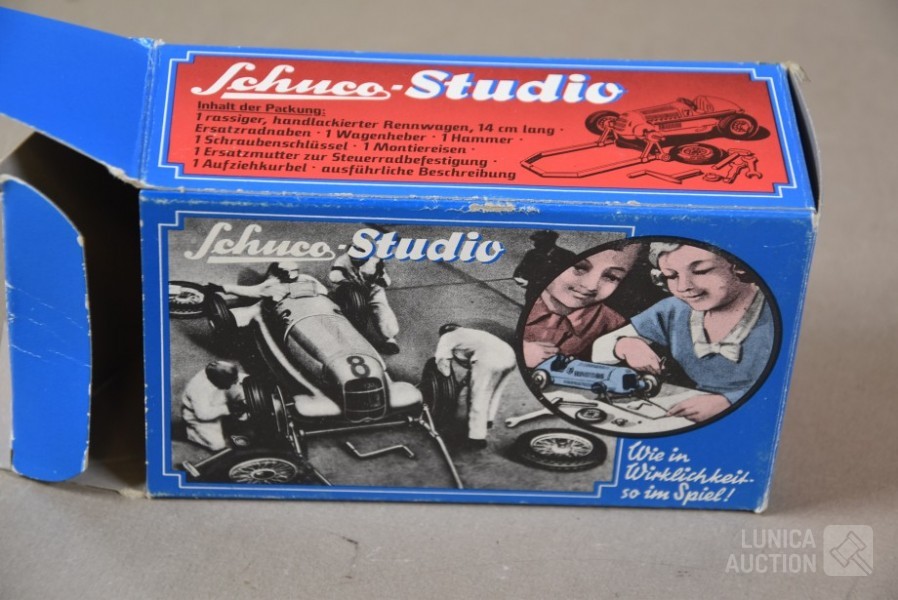 Schuco-Studio
Inhalt der Packung:
1 rassiger, handlackierter Rennwagen, 14 cm lang ·
Ersatzradnaben · 1 Wagenheber · 1 Hammer ·
1 Schraubenschlüssel · 1 Montiereisen ·
1 Ersatzmutter zur Steuerradbefestigung ·
1 Aufziehkurbel · ausführliche Beschreibung
Schuco-Studio
8
Wie in
Wirklichkeit-
so im Spiel!
LUNICA
AUCTION